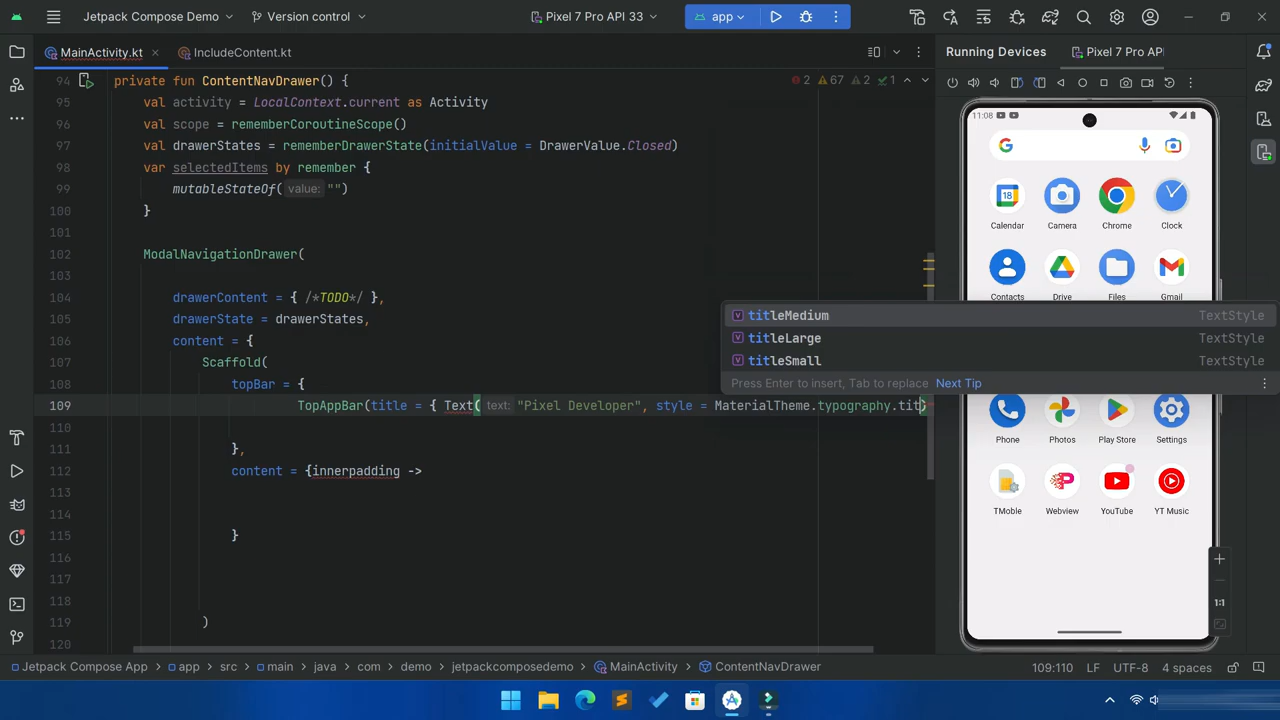 Jetpack Compose Demo
Version control
Pixel 7 Pro API 33
app
MainActivity.kt
IncludeContent.kt
Running Devices
Pixel 7 Pro API
94 private fun ContentNavDrawer() {
2 67 2 1
95 val activity = LocalContext.current as Activity
96 val scope = rememberCoroutineScope()
97 val drawerStates = rememberDrawerState(initialValue = DrawerValue.Closed)
98 var selectedItems by remember {
99 mutableStateOf( value: "")
100 }
101
102 ModalNavigationDrawer(
103
104 drawerContent = { /*TODO*/ },
105 drawerState = drawerStates,
106 content = {
107 Scaffold(
108 topBar = {
109 TopAppBar(title = { Text( text: "Pixel Developer", style = MaterialTheme.typography.tit)
110
111 },
112 content = {innerpadding ->
113
114
115 }
116
117
118
119 )
120
titleMedium TextStyle
titleLarge TextStyle
titleSmall TextStyle
Press Enter to insert, Tab to replace Next Tip
11:08
18
Calendar Camera Chrome Clock
Contacts Drive Files Gmail
Phone Photos Play Store Settings
TMoble Webview YouTube YT Music
1:1
Jetpack Compose App
app
src
main
java
com
demo
jetpackcomposedemo
MainActivity
ContentNavDrawer
109:110 LF UTF-8 4 spaces